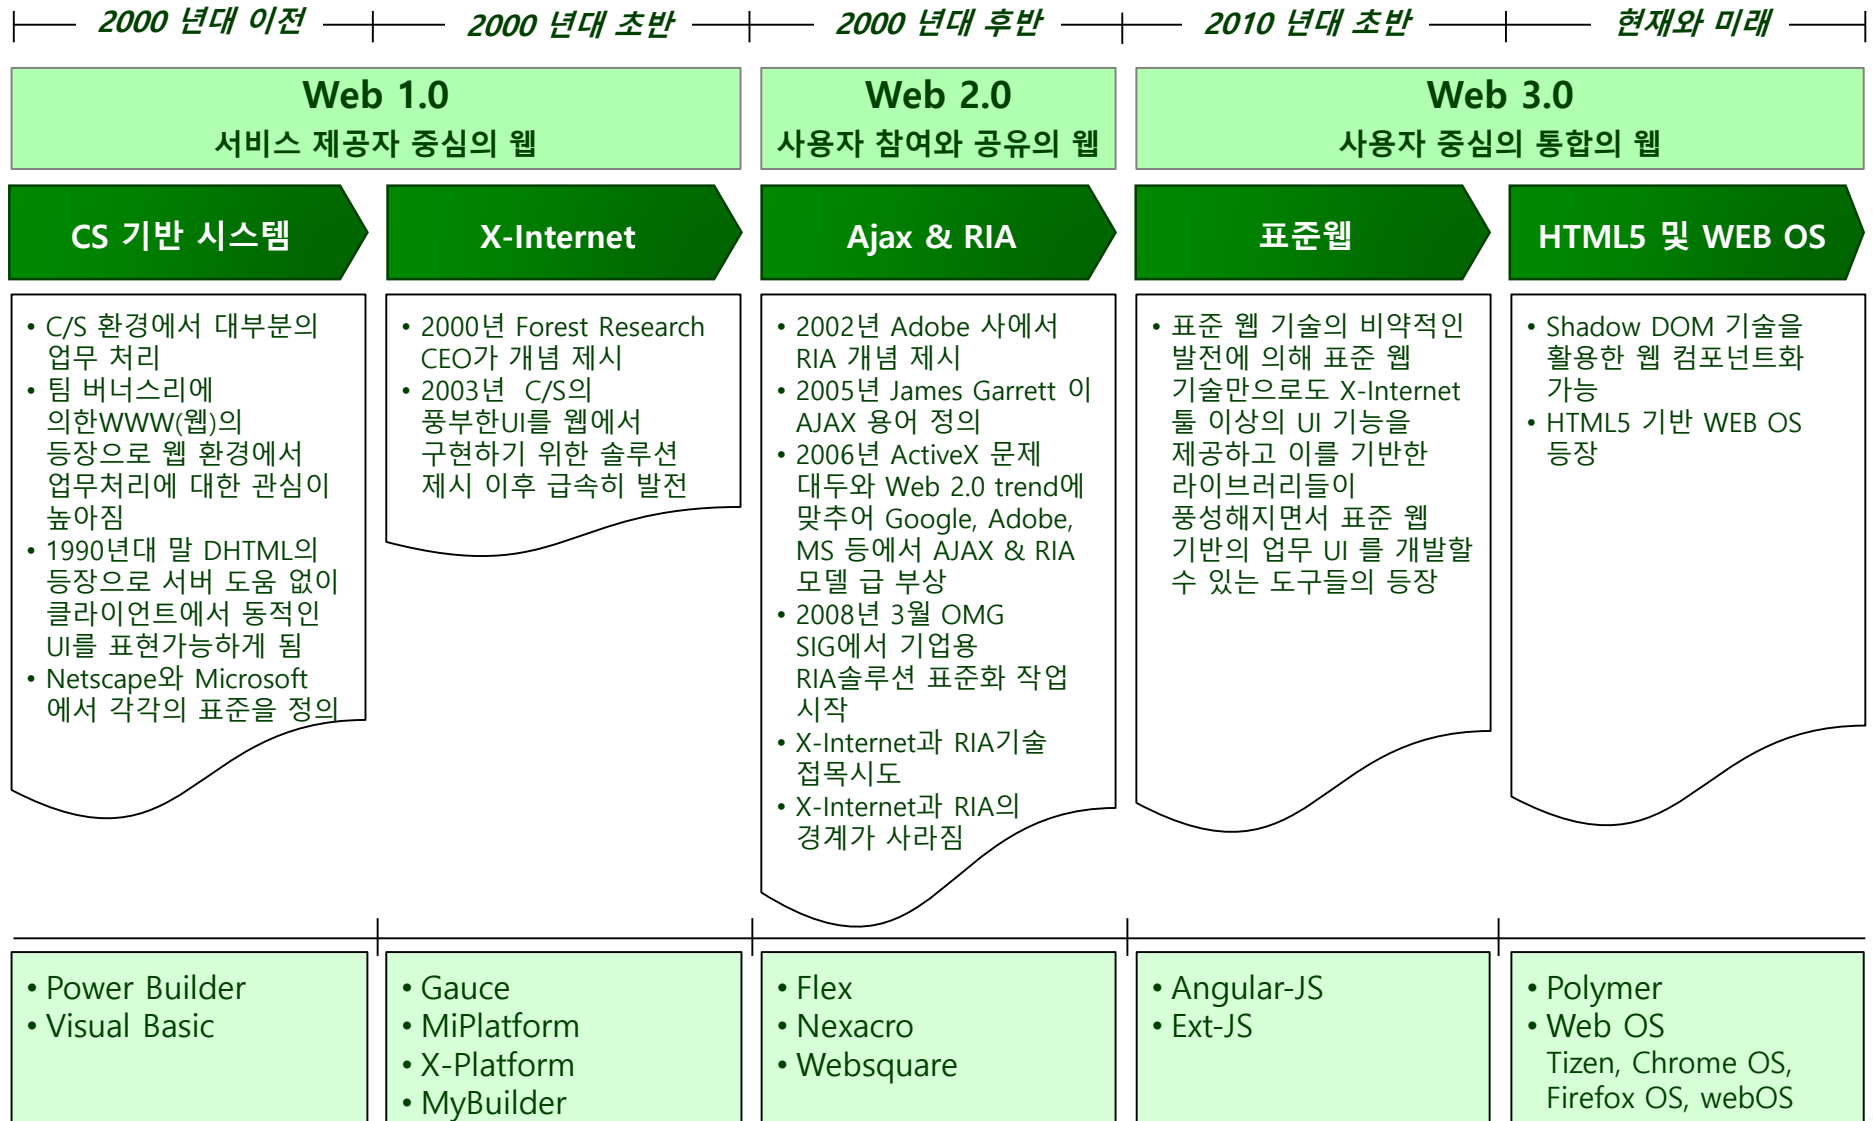 2000 년대 이전
2000 년대 초반
2000 년대 후반
2010 년대 초반
현재와 미래
Web 1.0
서비스 제공자 중심의 웹
Web 2.0
사용자 참여와 공유의 웹
Web 3.0
사용자 중심의 통합의 웹
CS 기반 시스템
X-Internet
Ajax & RIA
표준웹
HTML5 및 WEB OS
• C/S 환경에서 대부분의
업무 처리
• 팀 버너스리에
의한WWW(웹)의
등장으로 웹 환경에서
업무처리에 대한 관심이
높아짐
• 1990년대 말 DHTML의
등장으로 서버 도움 없이
클라이언트에서 동적인
UI를 표현가능하게 됨
• Netscape와 Microsoft
에서 각각의 표준을 정의
• 2000년 Forest Research
CEO가 개념 제시
• 2003년 C/S의
풍부한UI를 웹에서
구현하기 위한 솔루션
제시 이후 급속히 발전
• 2002년 Adobe 사에서
RIA 개념 제시
• 2005년 James Garrett 이
AJAX 용어 정의
• 2006년 ActiveX 문제
대두와 Web 2.0 trend에
맞추어 Google, Adobe,
MS 등에서 AJAX & RIA
모델 급 부상
• 2008년 3월 OMG
SIG에서 기업용
RIA솔루션 표준화 작업
시작
• X-Internet과 RIA기술
접목시도
• X-Internet과 RIA의
경계가 사라짐
• 표준 웹 기술의 비약적인
발전에 의해 표준 웹
기술만으로도 X-Internet
툴 이상의 UI 기능을
제공하고 이를 기반한
라이브러리들이
풍성해지면서 표준 웹
기반의 업무 UI 를 개발할
수 있는 도구들의 등장
• Shadow DOM 기술을
활용한 웹 컴포넌트화
가능
• HTML5 기반 WEB OS
등장
• Power Builder
• Visual Basic
• Gauce
• MiPlatform
• X-Platform
• MyBuilder
• Flex
• Nexacro
• Websquare
• Angular-JS
• Ext-JS
• Polymer
• Web OS
Tizen, Chrome OS,
Firefox OS, webOS